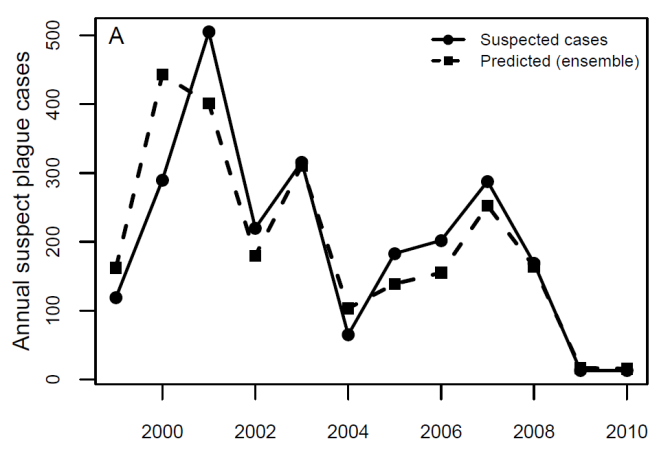 A
Suspected cases
Predicted (ensemble)
Annual suspect plague cases
500
400
300
200
100
0
2000 2002 2004 2006 2008 2010